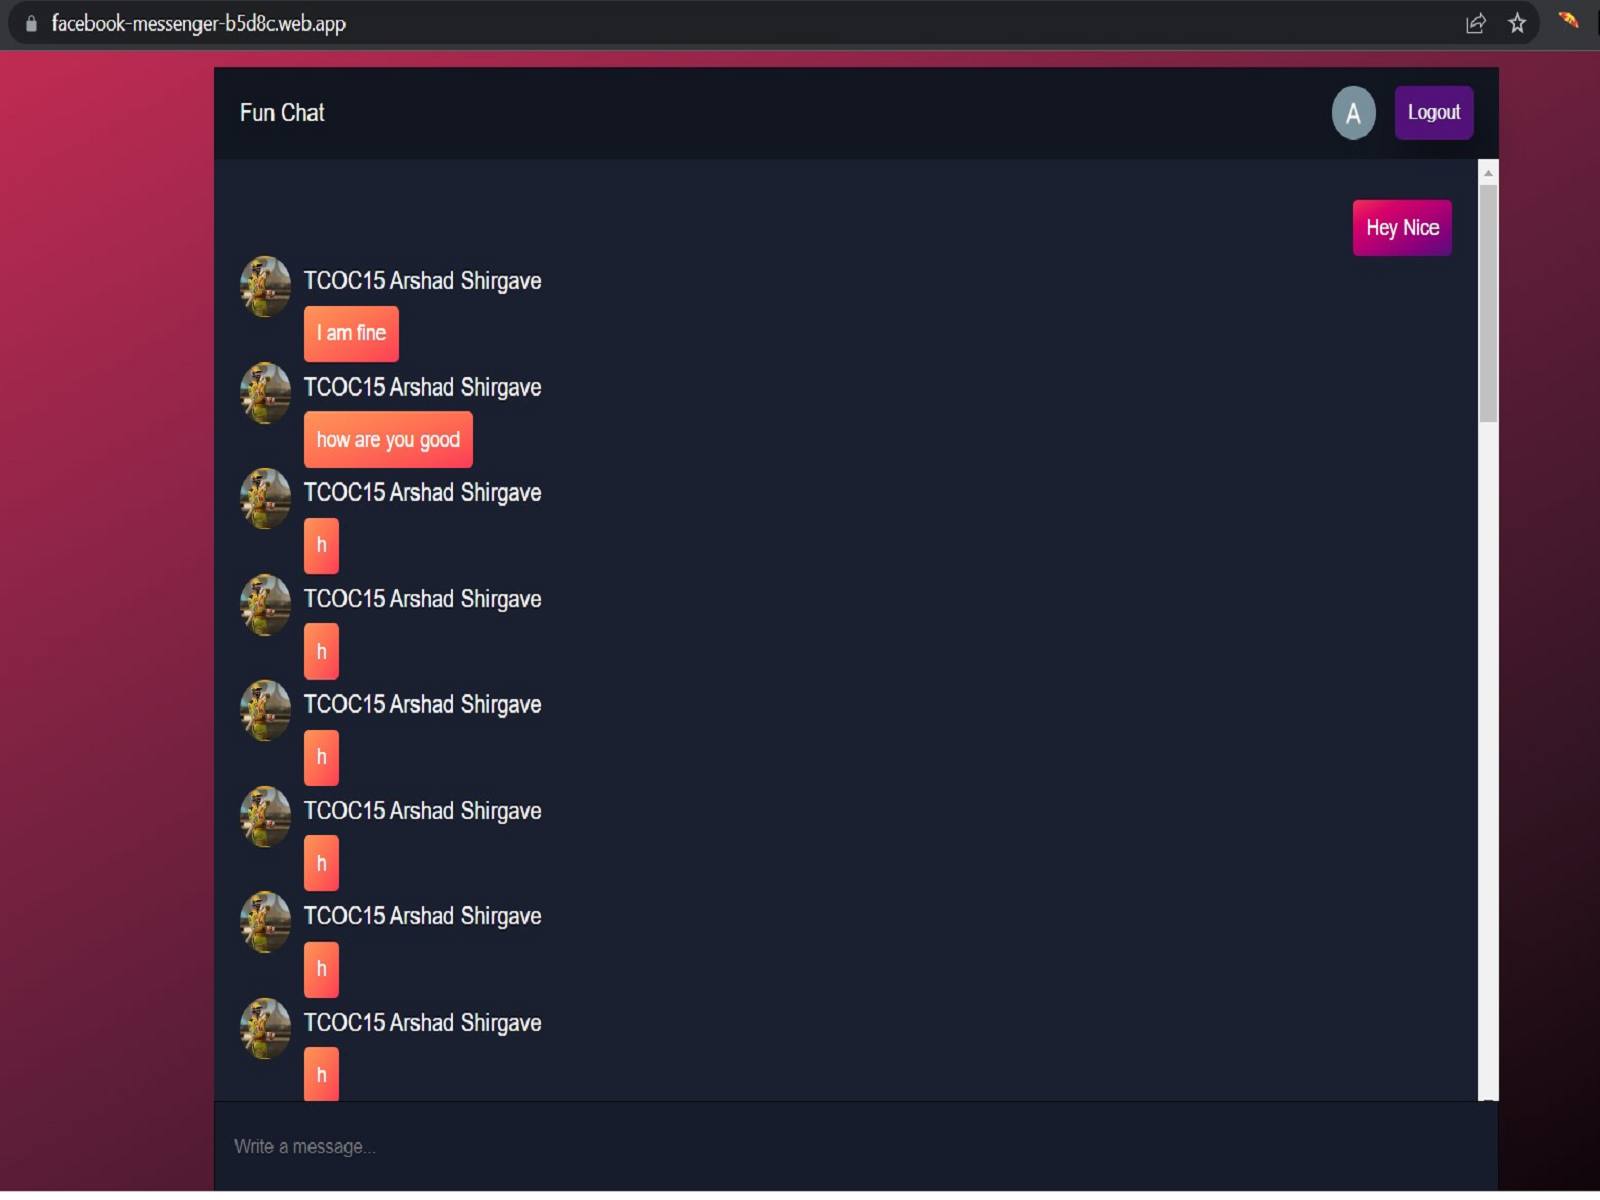 facebook-messenger-b5d8c.web.app
Fun Chat
A
Logout
Hey Nice
TCOC15 Arshad Shirgave
I am fine
TCOC15 Arshad Shirgave
how are you good
TCOC15 Arshad Shirgave
h
TCOC15 Arshad Shirgave
h
TCOC15 Arshad Shirgave
h
TCOC15 Arshad Shirgave
h
TCOC15 Arshad Shirgave
h
TCOC15 Arshad Shirgave
h
Write a message...